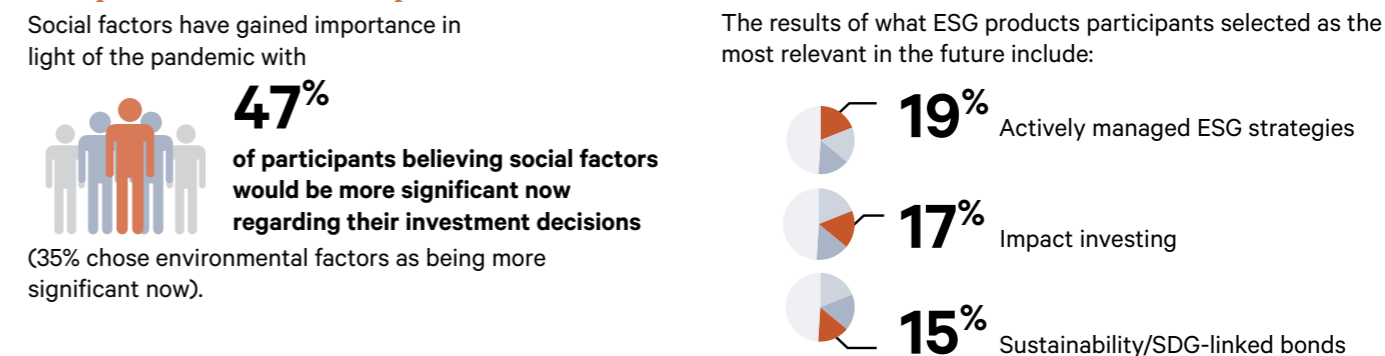 Social factors have gained importance in
light of the pandemic with
47%
of participants believing social factors
would be more significant now
regarding their investment decisions
(35% chose environmental factors as being more
significant now).
The results of what ESG products participants selected as the
most relevant in the future include:
19% Actively managed ESG strategies
17% Impact investing
15% Sustainability/SDG-linked bonds